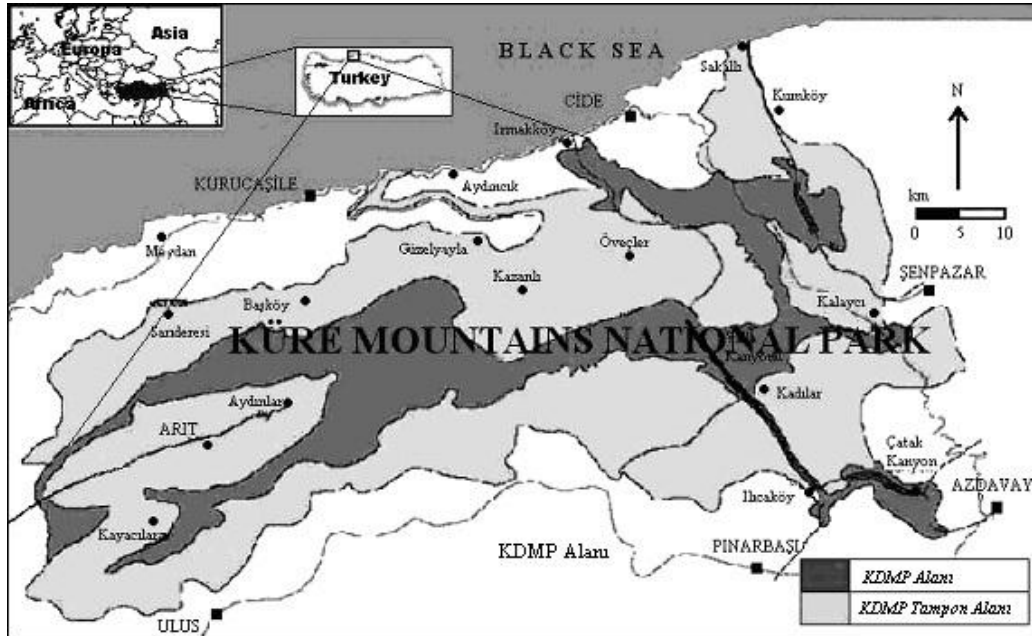 Europa
Asia
Africa
Turkey
BLACK SEA
Sakallı
Kumköy
N
CİDE
Irmakköy
KURUCAŞİLE
Aydıncık
km
0 5 10
Meydan
Güzelyayla
Öveçler
Kazanlı
ŞENPAZAR
Başköy
Kalaycı
Sarıderesi
KURE MOUNTAINS NATIONAL PARK
Kanyonu
Kadılar
Aydınlar
ARIT
Çatak
Kanyon
Ilıcaköy
AZDAVAY
Kayacılar
KDMP Alanı
PINARBAŞI
KDMP Alanı
KDMP Tampon Alanı
ULUS